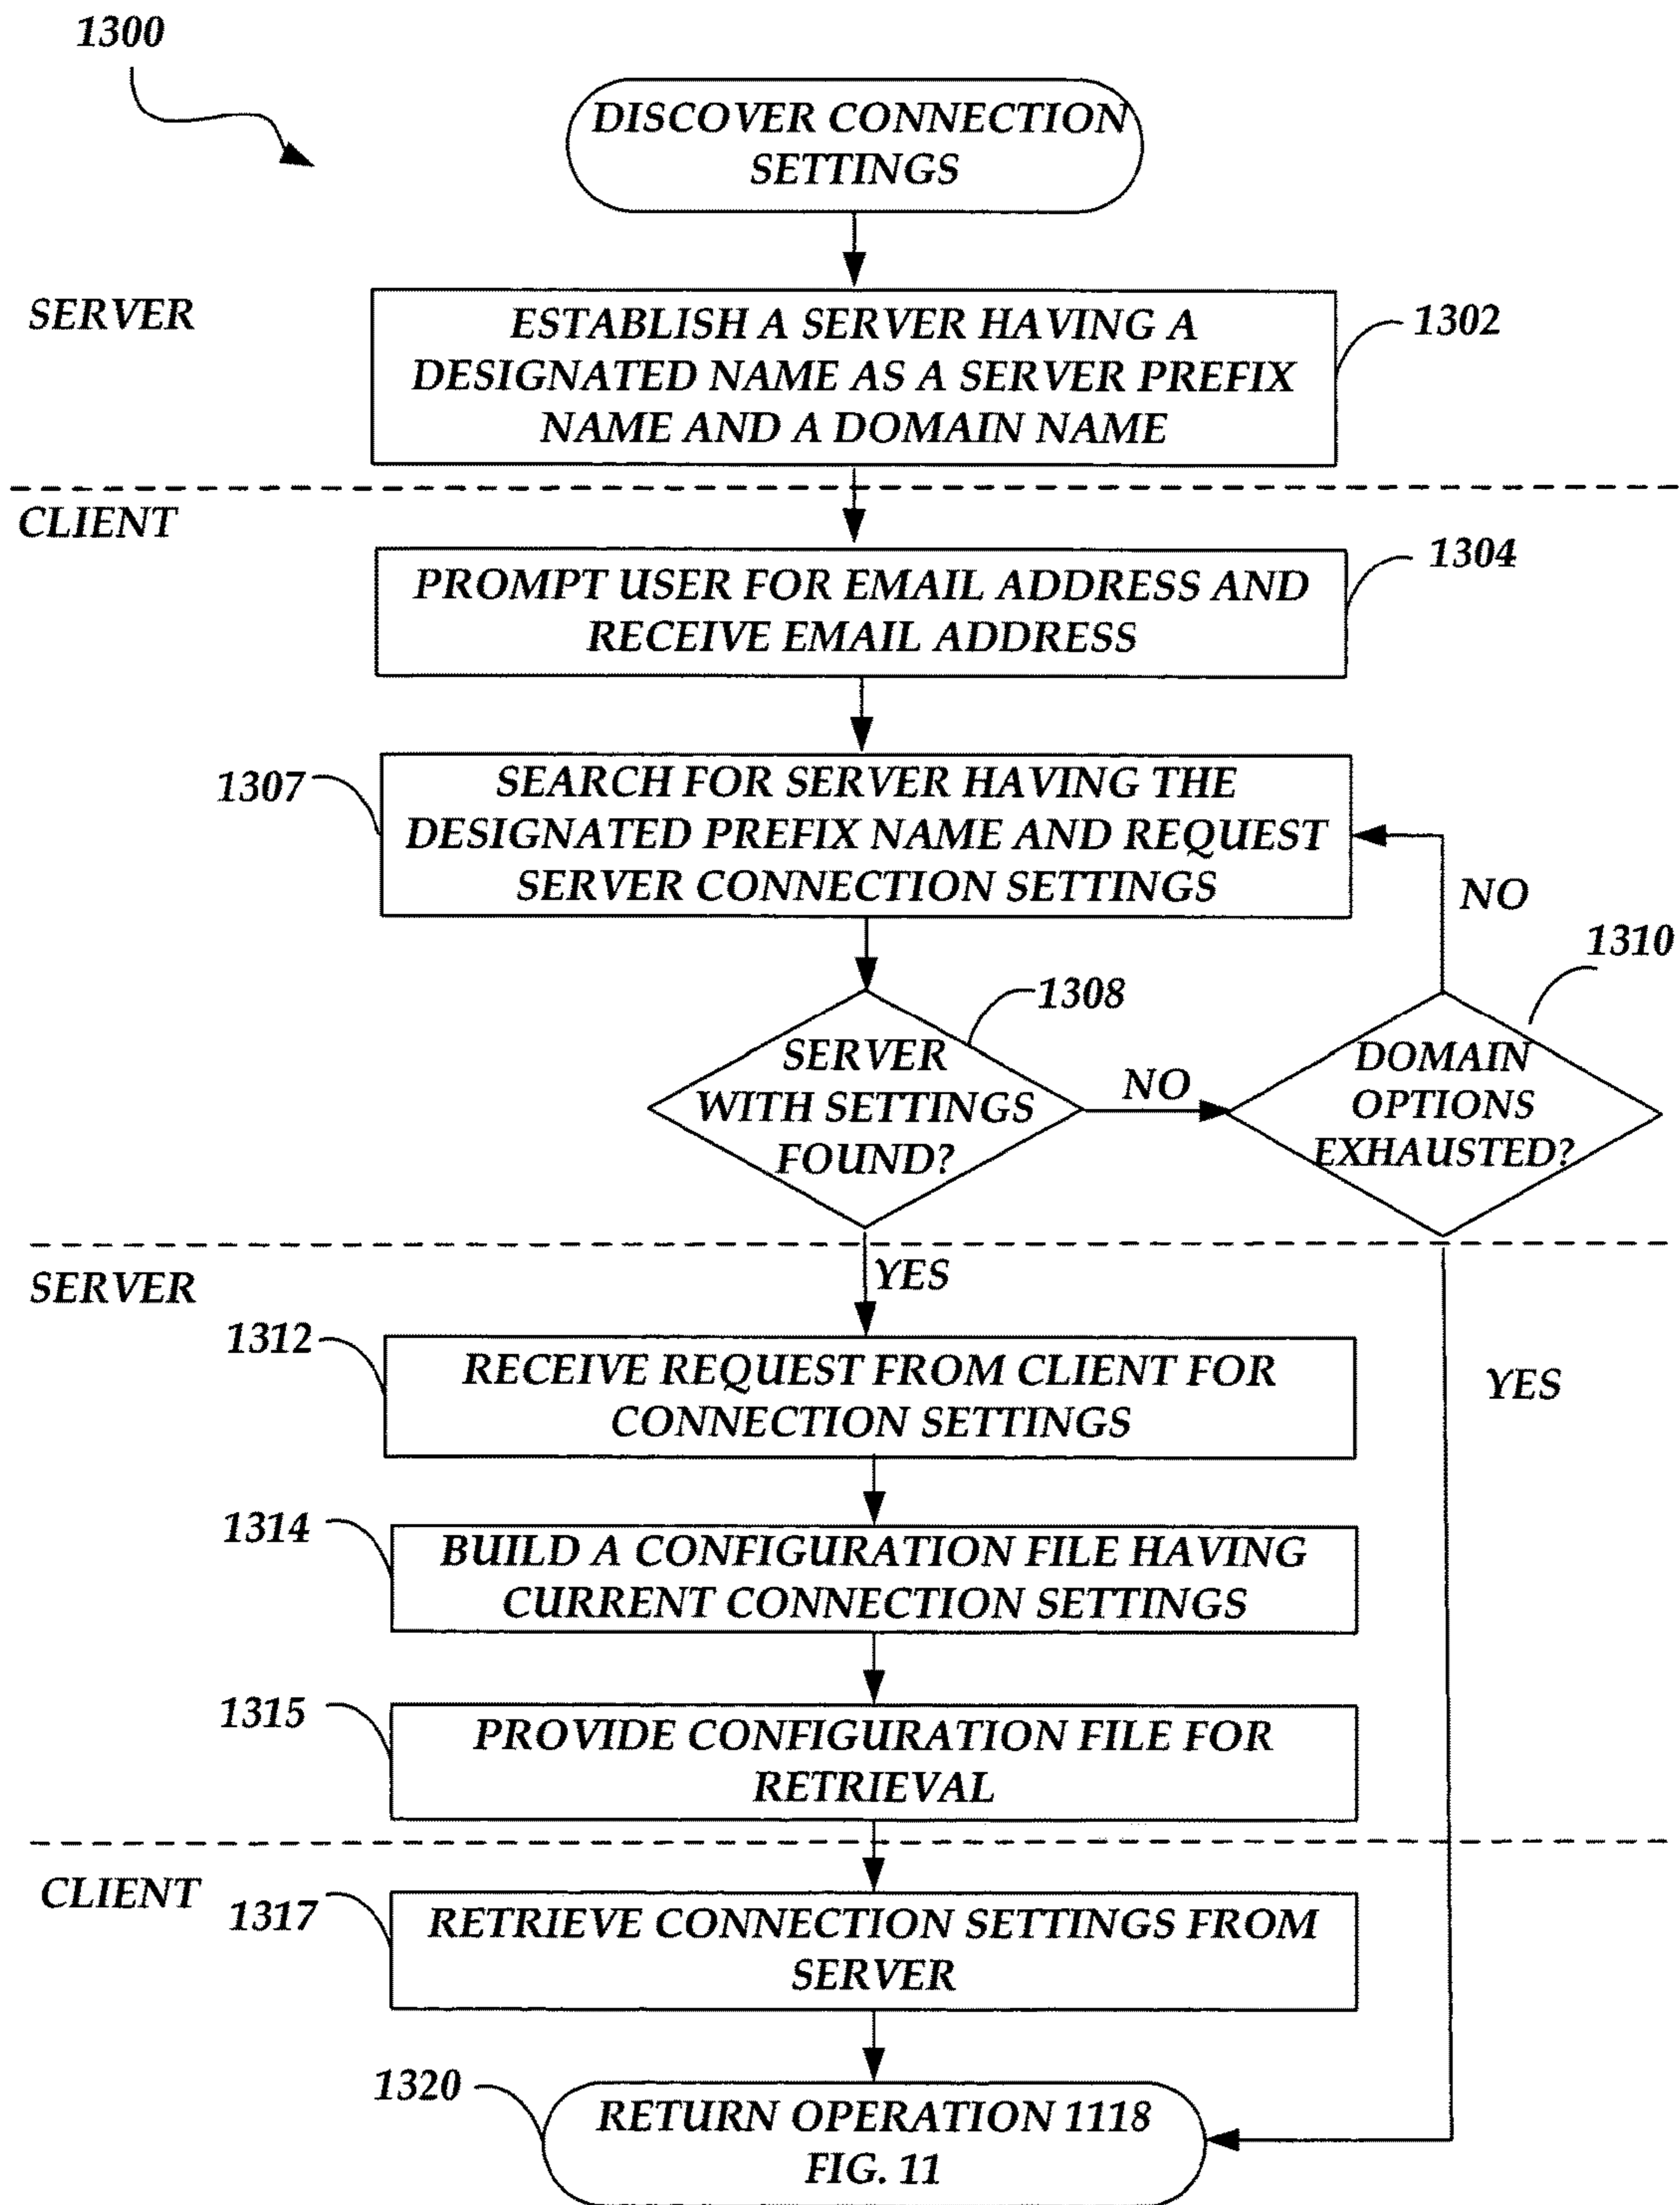 1300
DISCOVER CONNECTION
SETTINGS
SERVER
ESTABLISH A SERVER HAVING A
DESIGNATED NAME AS A SERVER PREFIX
NAME AND A DOMAIN NAME
1302
CLIENT
PROMPT USER FOR EMAIL ADDRESS AND
RECEIVE EMAIL ADDRESS
1304
1307
SEARCH FOR SERVER HAVING THE
DESIGNATED PREFIX NAME AND REQUEST
SERVER CONNECTION SETTINGS
NO
1310
1308
SERVER
WITH SETTINGS
FOUND?
NO
DOMAIN
OPTIONS
EXHAUSTED?
SERVER
YES
1312
RECEIVE REQUEST FROM CLIENT FOR
CONNECTION SETTINGS
YES
1314
BUILD A CONFIGURATION FILE HAVING
CURRENT CONNECTION SETTINGS
1315
PROVIDE CONFIGURATION FILE FOR
RETRIEVAL
CLIENT
1317
RETRIEVE CONNECTION SETTINGS FROM
SERVER
1320
RETURN OPERATION 1118
FIG. 11